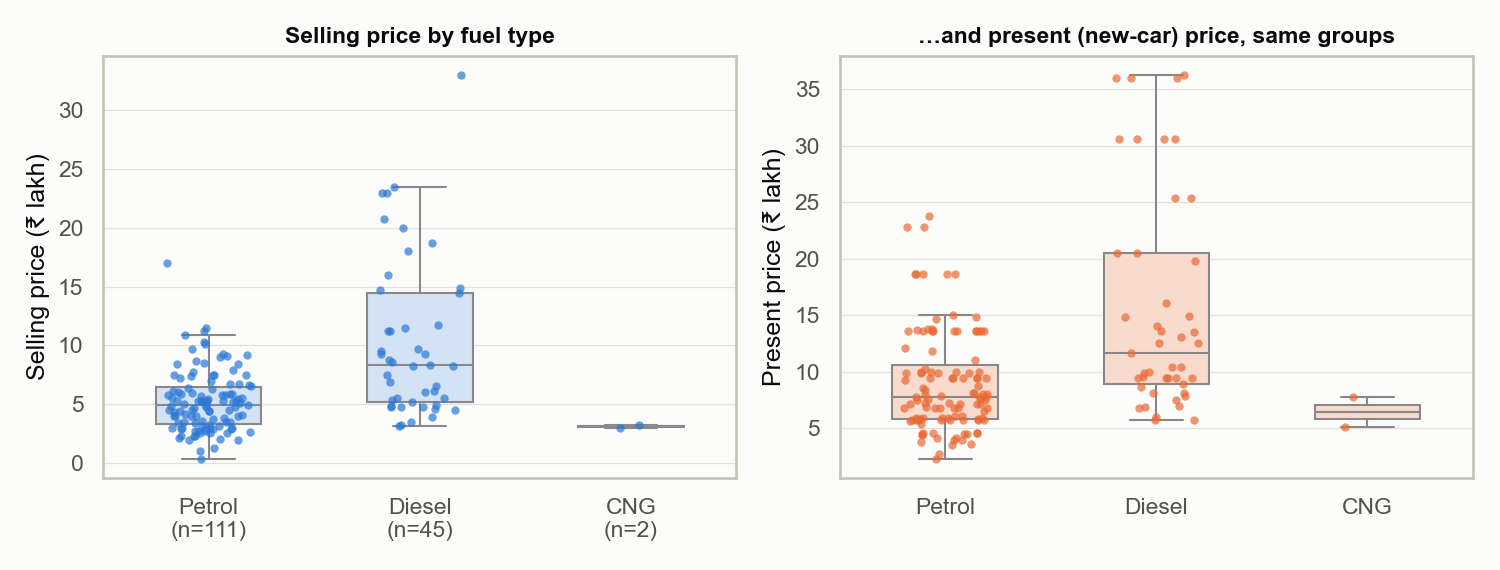 Selling price by fuel type
Selling price (₹ lakh)
30
25
20
15
10
5
0
Petrol
(n=111)
Diesel
(n=45)
CNG
(n=2)
…and present (new-car) price, same groups
Present price (₹ lakh)
35
30
25
20
15
10
5
Petrol
Diesel
CNG